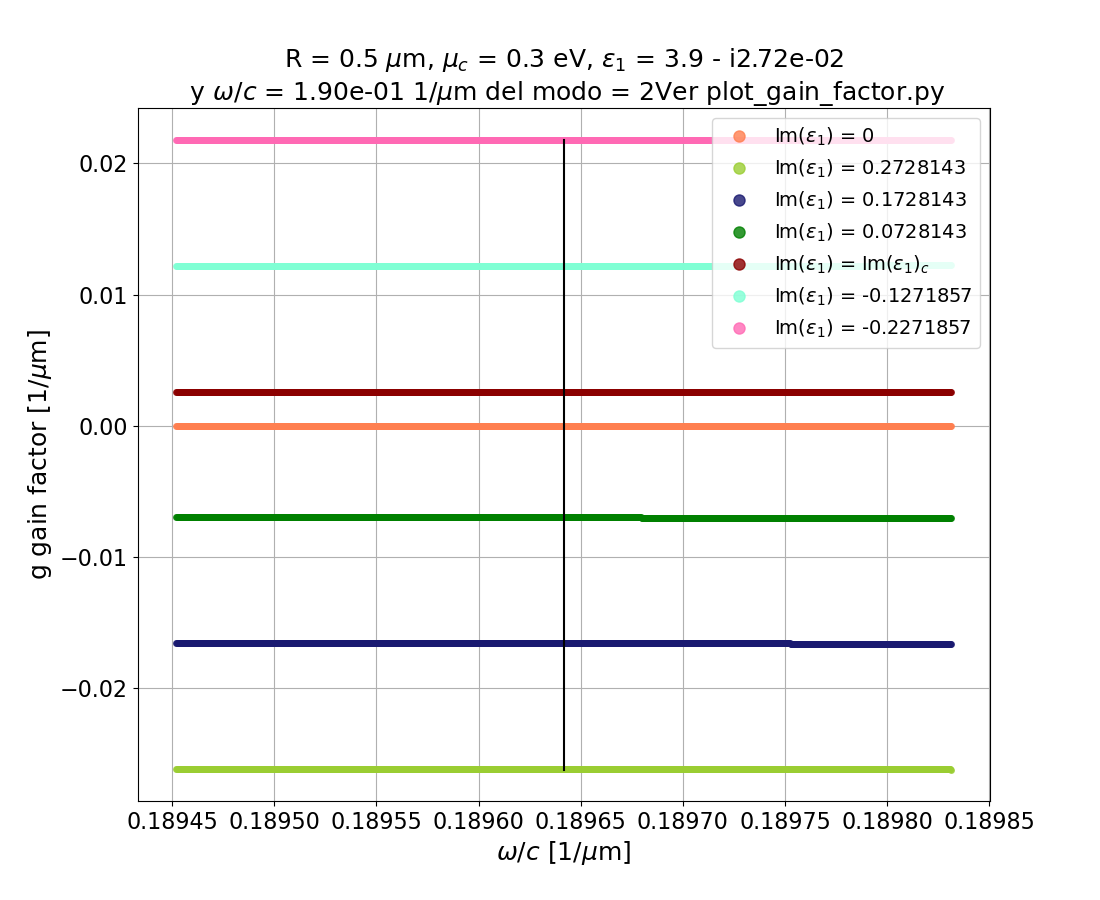 R = 0.5 μm, μc = 0.3 eV, ε1 = 3.9 - i2.72e-02
y ω/c = 1.90e-01 1/μm del modo = 2Ver plot_gain_factor.py
Im(ε1) = 0
Im(ε1) = 0.2728143
Im(ε1) = 0.1728143
Im(ε1) = 0.0728143
Im(ε1) = Im(ε1)c
Im(ε1) = -0.1271857
Im(ε1) = -0.2271857
g gain factor [1/μm]
0.02
0.01
0.00
−0.01
−0.02
0.18945 0.18950 0.18955 0.18960 0.18965 0.18970 0.18975 0.18980 0.18985
ω/c [1/μm]